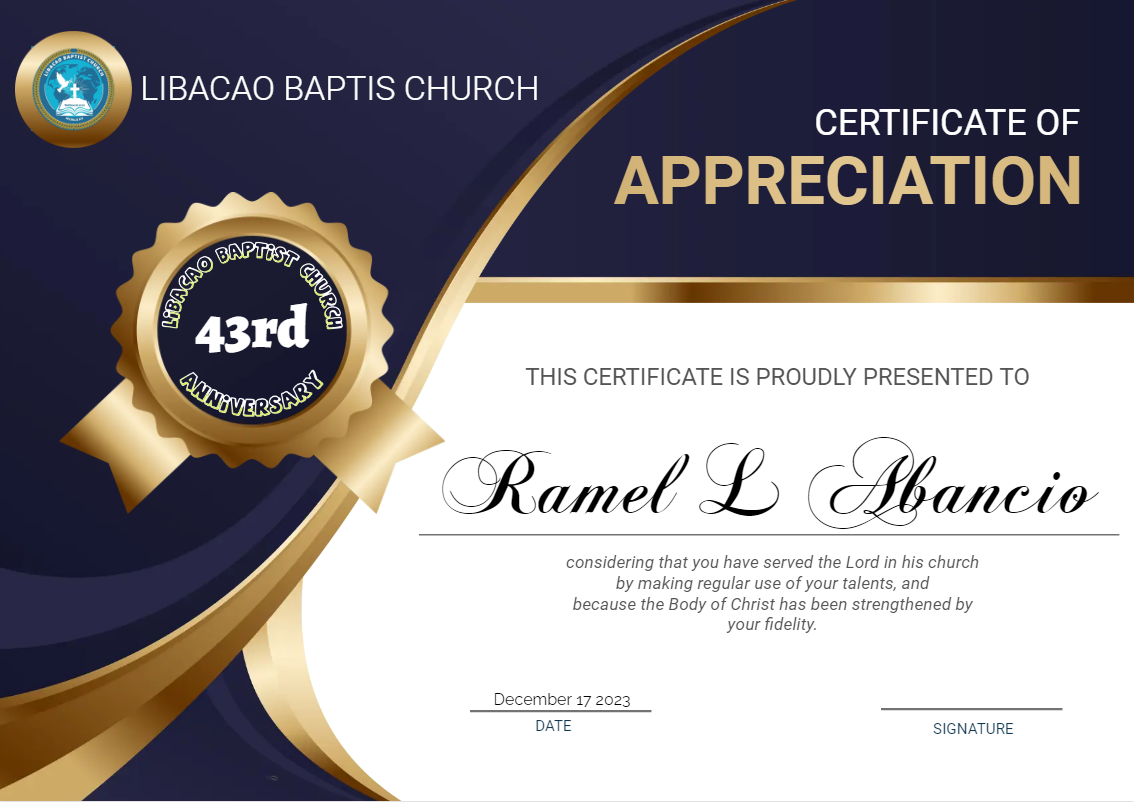 LIBACAO BAPTIST CHURCH
LIBACAO BAPTIS CHURCH
CERTIFICATE OF
APPRECIATION
LiBACAO BAPTiST CHURCH
43rd
ANNiVERSARY
THIS CERTIFICATE IS PROUDLY PRESENTED TO
Ramel L Abancio
considering that you have served the Lord in his church
by making regular use of your talents, and
because the Body of Christ has been strengthened by
your fidelity.
December 17 2023
DATE
SIGNATURE